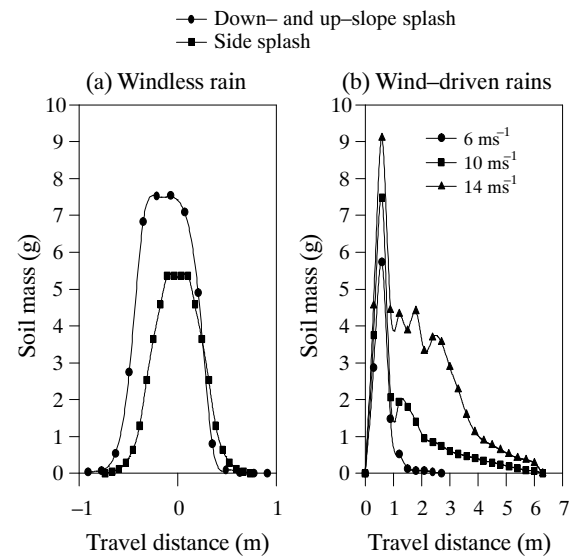 Down– and up–slope splash
Side splash
(a) Windless rain
(b) Wind–driven rains
10
9
8
7
6
5
4
3
2
1
0
Soil mass (g)
–1
0
1
Travel distance (m)
10
9
8
7
6
5
4
3
2
1
0
Soil mass (g)
6 ms⁻¹
10 ms⁻¹
14 ms⁻¹
0 1 2 3 4 5 6 7
Travel distance (m)